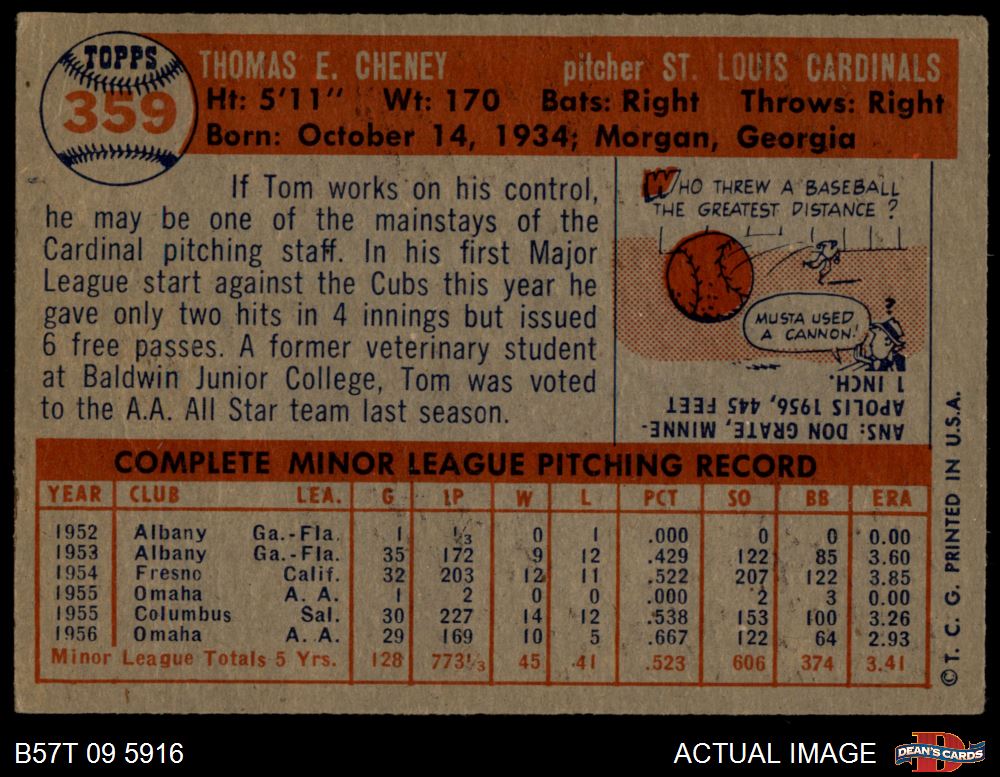 TOPPS
359
THOMAS E. CHENEY pitcher ST. LOUIS CARDINALS
Ht: 5'11" Wt: 170 Bats: Right Throws: Right
Born: October 14, 1934; Morgan, Georgia
If Tom works on his control,
he may be one of the mainstays of the
Cardinal pitching staff. In his first Major
League start against the Cubs this year he
gave only two hits in 4 innings but issued
6 free passes. A former veterinary student
at Baldwin Junior College, Tom was voted
to the A.A. All Star team last season.
WHO THREW A BASEBALL
THE GREATEST DISTANCE?
?
MUSTA USED
A CANNON!
ANS: DON GRATE, MINNE-
APOLIS 1956, 445 FEET
1 INCH.
COMPLETE MINOR LEAGUE PITCHING RECORD
YEAR CLUB LEA. G IP W L PCT SO BB ERA
1952 Albany Ga.-Fla. 1 ⅓ 0 1 .000 0 0 0.00
1953 Albany Ga.-Fla. 35 172 9 12 .429 122 85 3.60
1954 Fresno Calif. 32 203 12 11 .522 207 122 3.85
1955 Omaha A. A. 1 2 0 0 .000 2 3 0.00
1955 Columbus Sal. 30 227 14 12 .538 153 100 3.26
1956 Omaha A. A. 29 169 10 5 .667 122 64 2.93
Minor League Totals 5 Yrs. 128 773⅓ 45 41 .523 606 374 3.41
©T. C. G. PRINTED IN U.S.A.
B57T 09 5916
ACTUAL IMAGE
D
DEAN'S CARDS